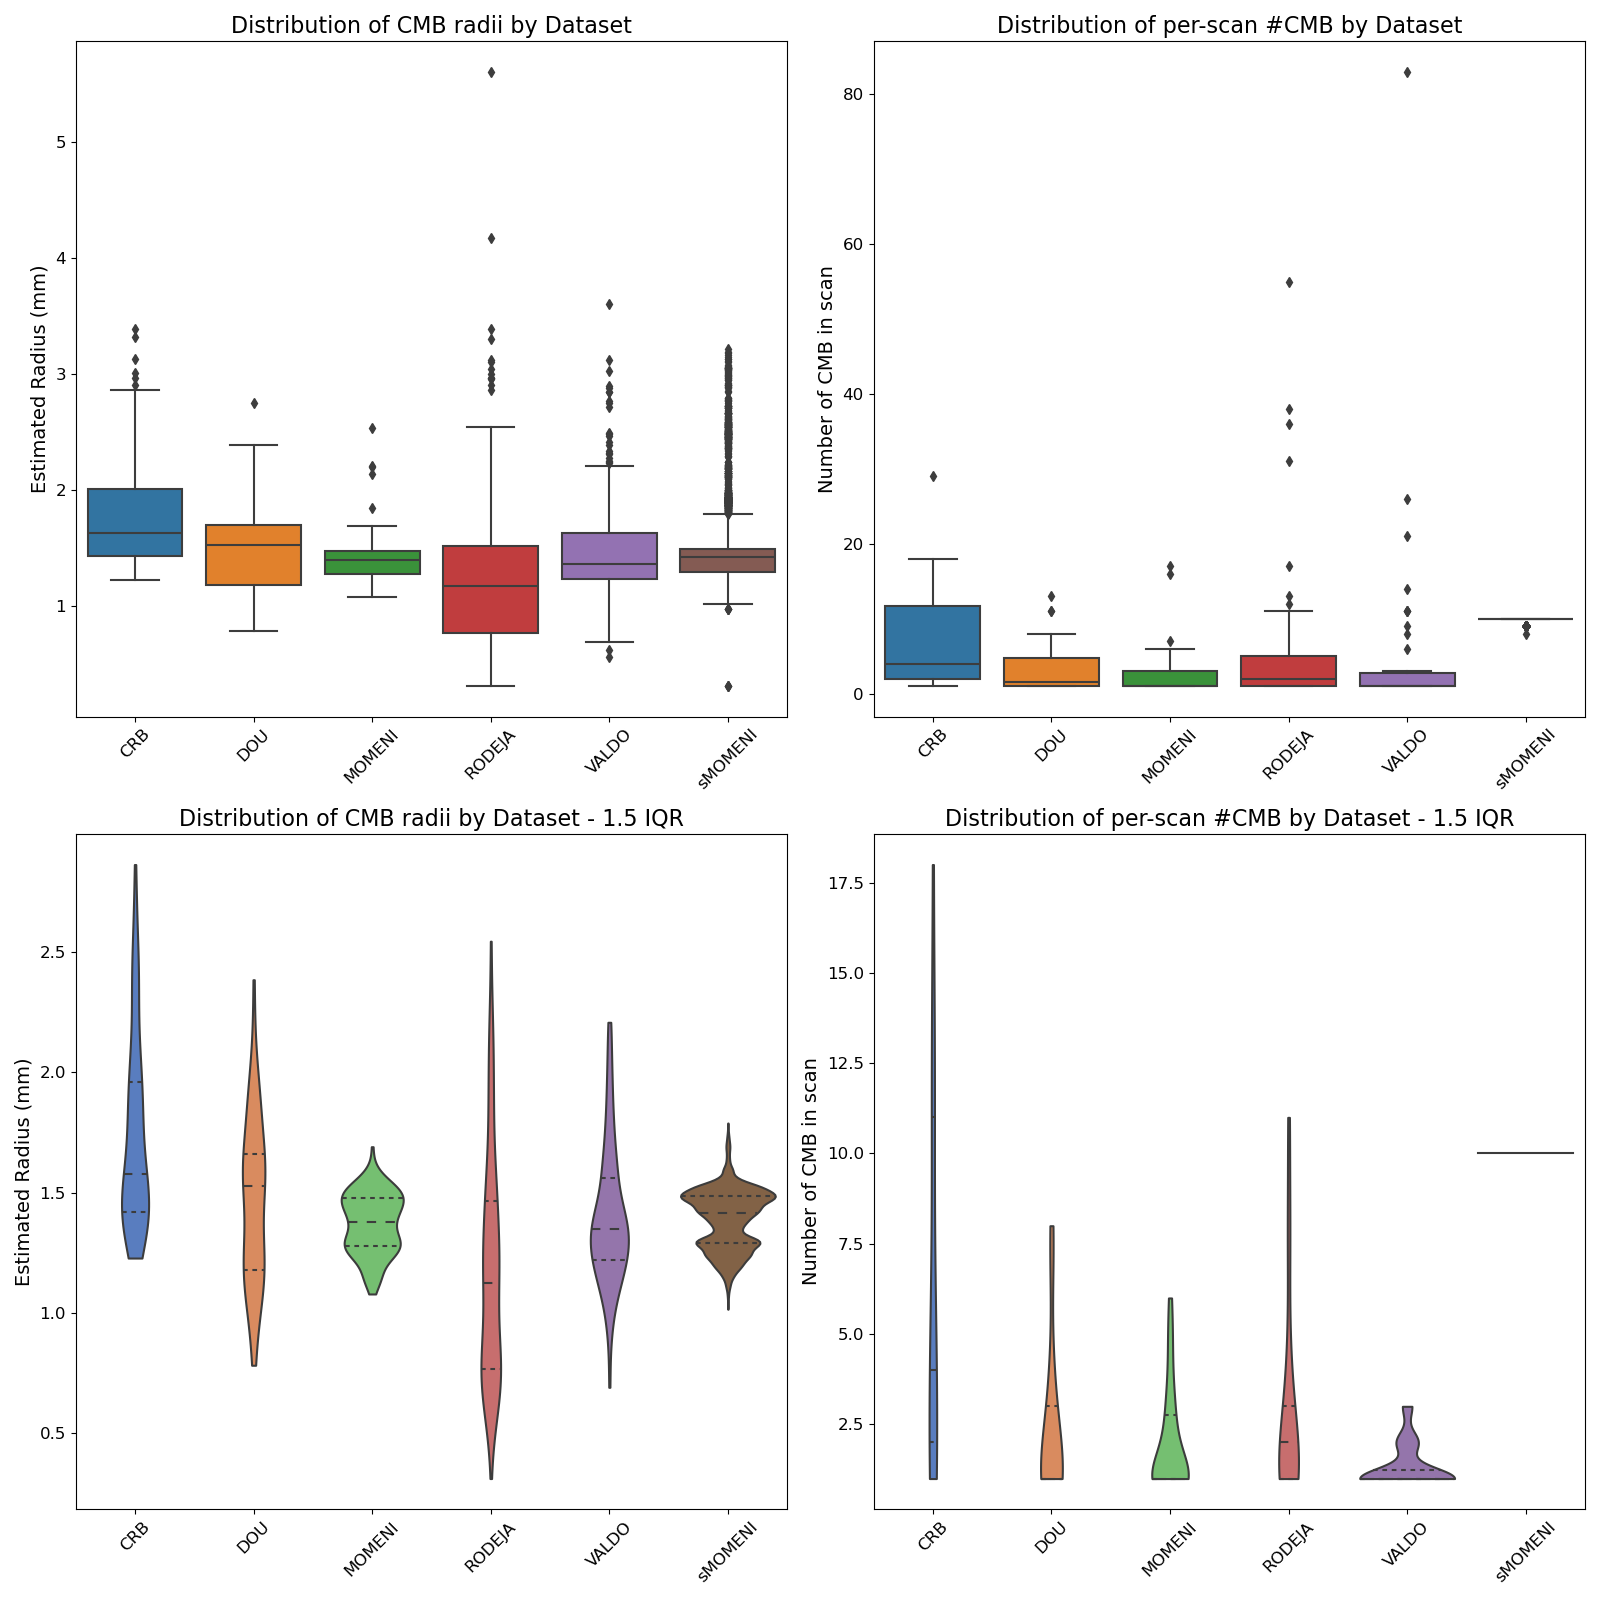 Distribution of CMB radii by Dataset
Estimated Radius (mm)
5
4
3
2
1
CRB
DOU
MOMENI
RODEJA
VALDO
sMOMENI
Distribution of per-scan #CMB by Dataset
Number of CMB in scan
80
60
40
20
0
CRB
DOU
MOMENI
RODEJA
VALDO
sMOMENI
Distribution of CMB radii by Dataset - 1.5 IQR
Estimated Radius (mm)
2.5
2.0
1.5
1.0
0.5
CRB
DOU
MOMENI
RODEJA
VALDO
sMOMENI
Distribution of per-scan #CMB by Dataset - 1.5 IQR
Number of CMB in scan
17.5
15.0
12.5
10.0
7.5
5.0
2.5
CRB
DOU
MOMENI
RODEJA
VALDO
sMOMENI